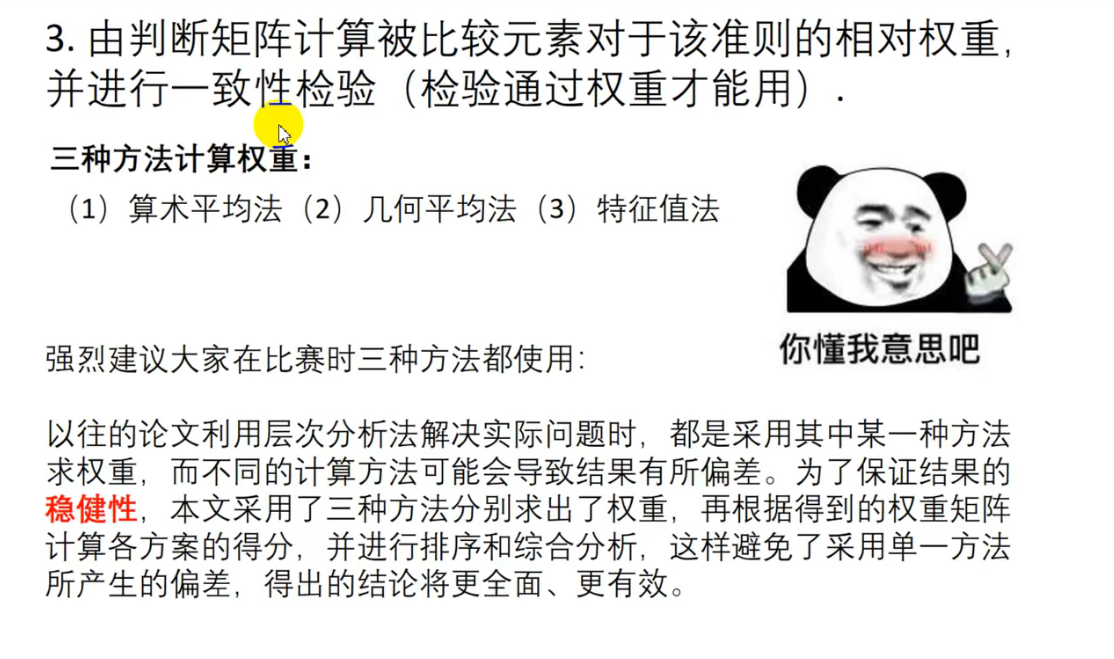 3. 由判断矩阵计算被比较元素对于该准则的相对权重,
并进行一致性检验（检验通过权重才能用）.
三种方法计算权重：
（1）算术平均法（2）几何平均法（3）特征值法
你懂我意思吧
强烈建议大家在比赛时三种方法都使用：
以往的论文利用层次分析法解决实际问题时，都是采用其中某一种方法
求权重，而不同的计算方法可能会导致结果有所偏差。为了保证结果的
稳健性，本文采用了三种方法分别求出了权重，再根据得到的权重矩阵
计算各方案的得分，并进行排序和综合分析，这样避免了采用单一方法
所产生的偏差，得出的结论将更全面、更有效。